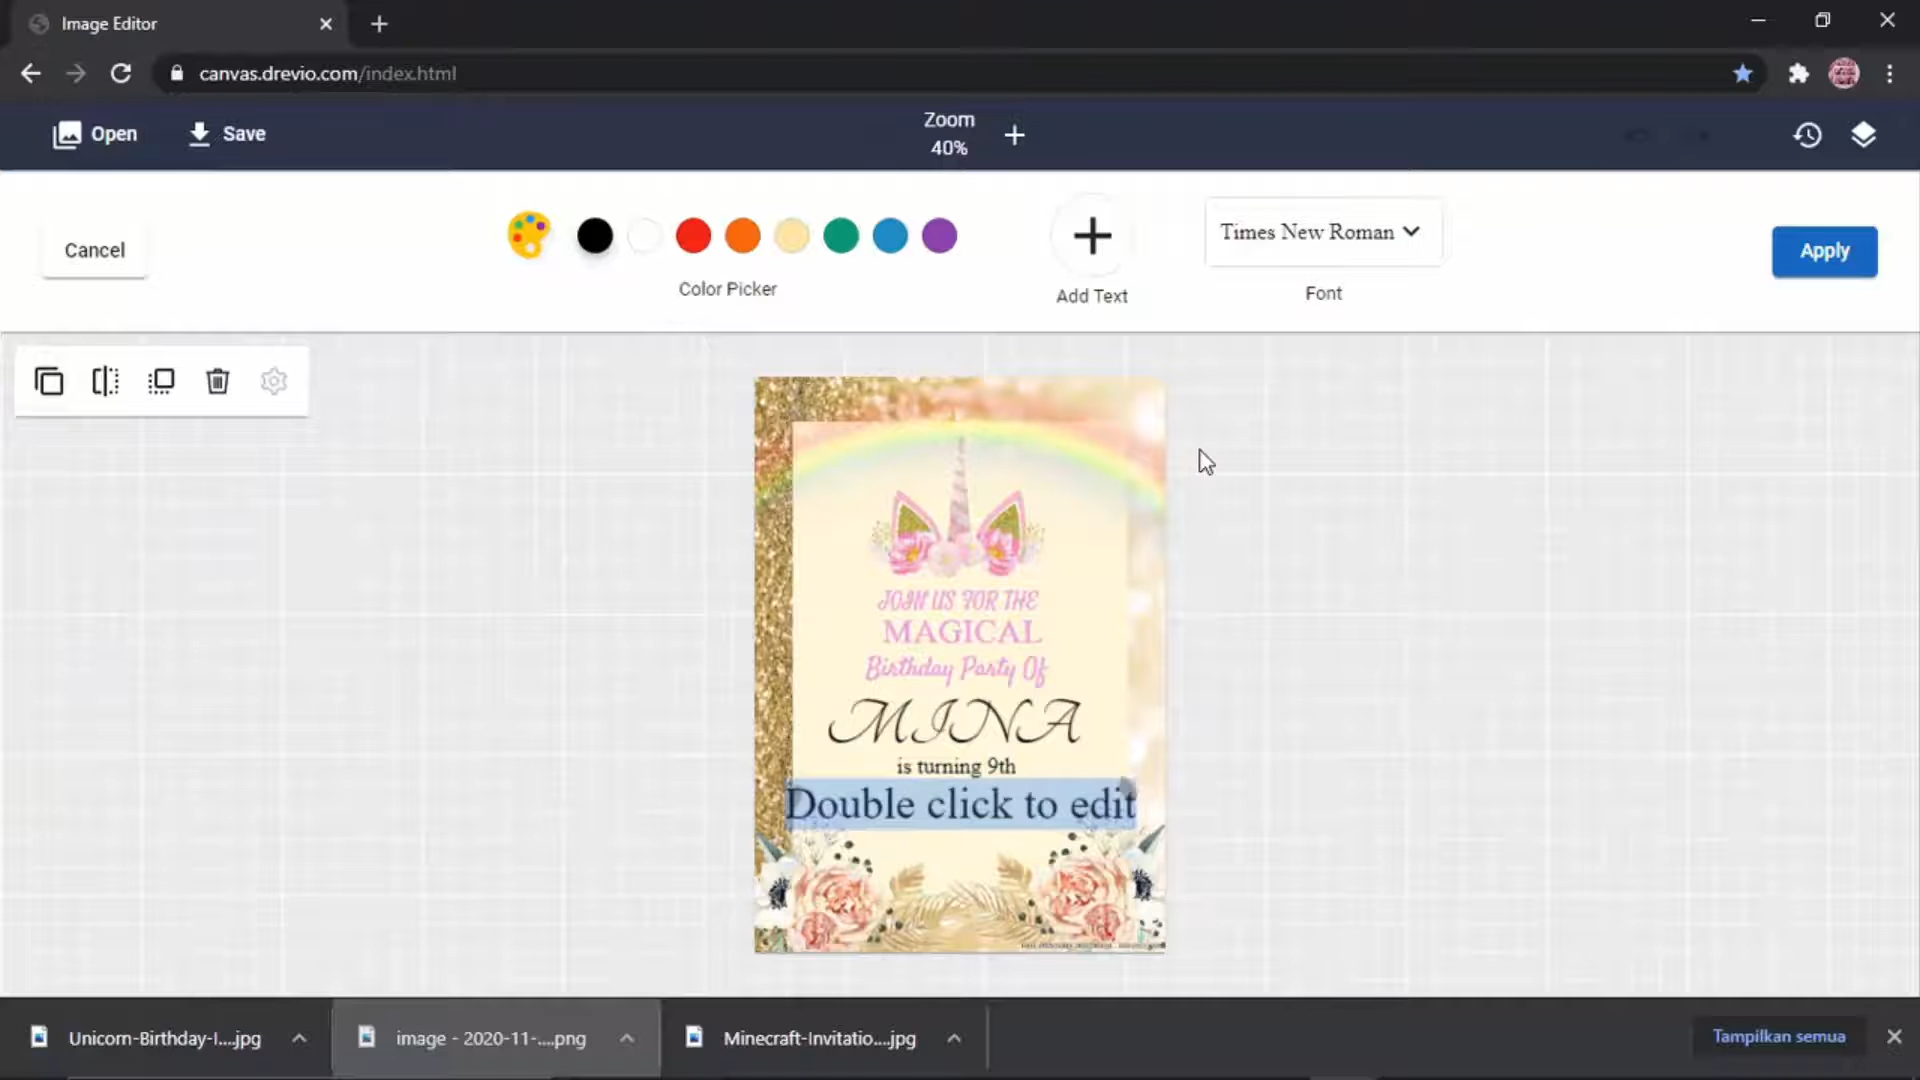 Image Editor
canvas.drevio.com/index.html
Open
Save
Zoom
40%
Cancel
Color Picker
Add Text
Times New Roman
Font
Apply
JOIN US FOR THE
MAGICAL
Birthday Party Of
MINA
is turning 9th
Double click to edit
Unicorn-Birthday-I....jpg
image - 2020-11-....png
Minecraft-Invitatio....jpg
Tampilkan semua